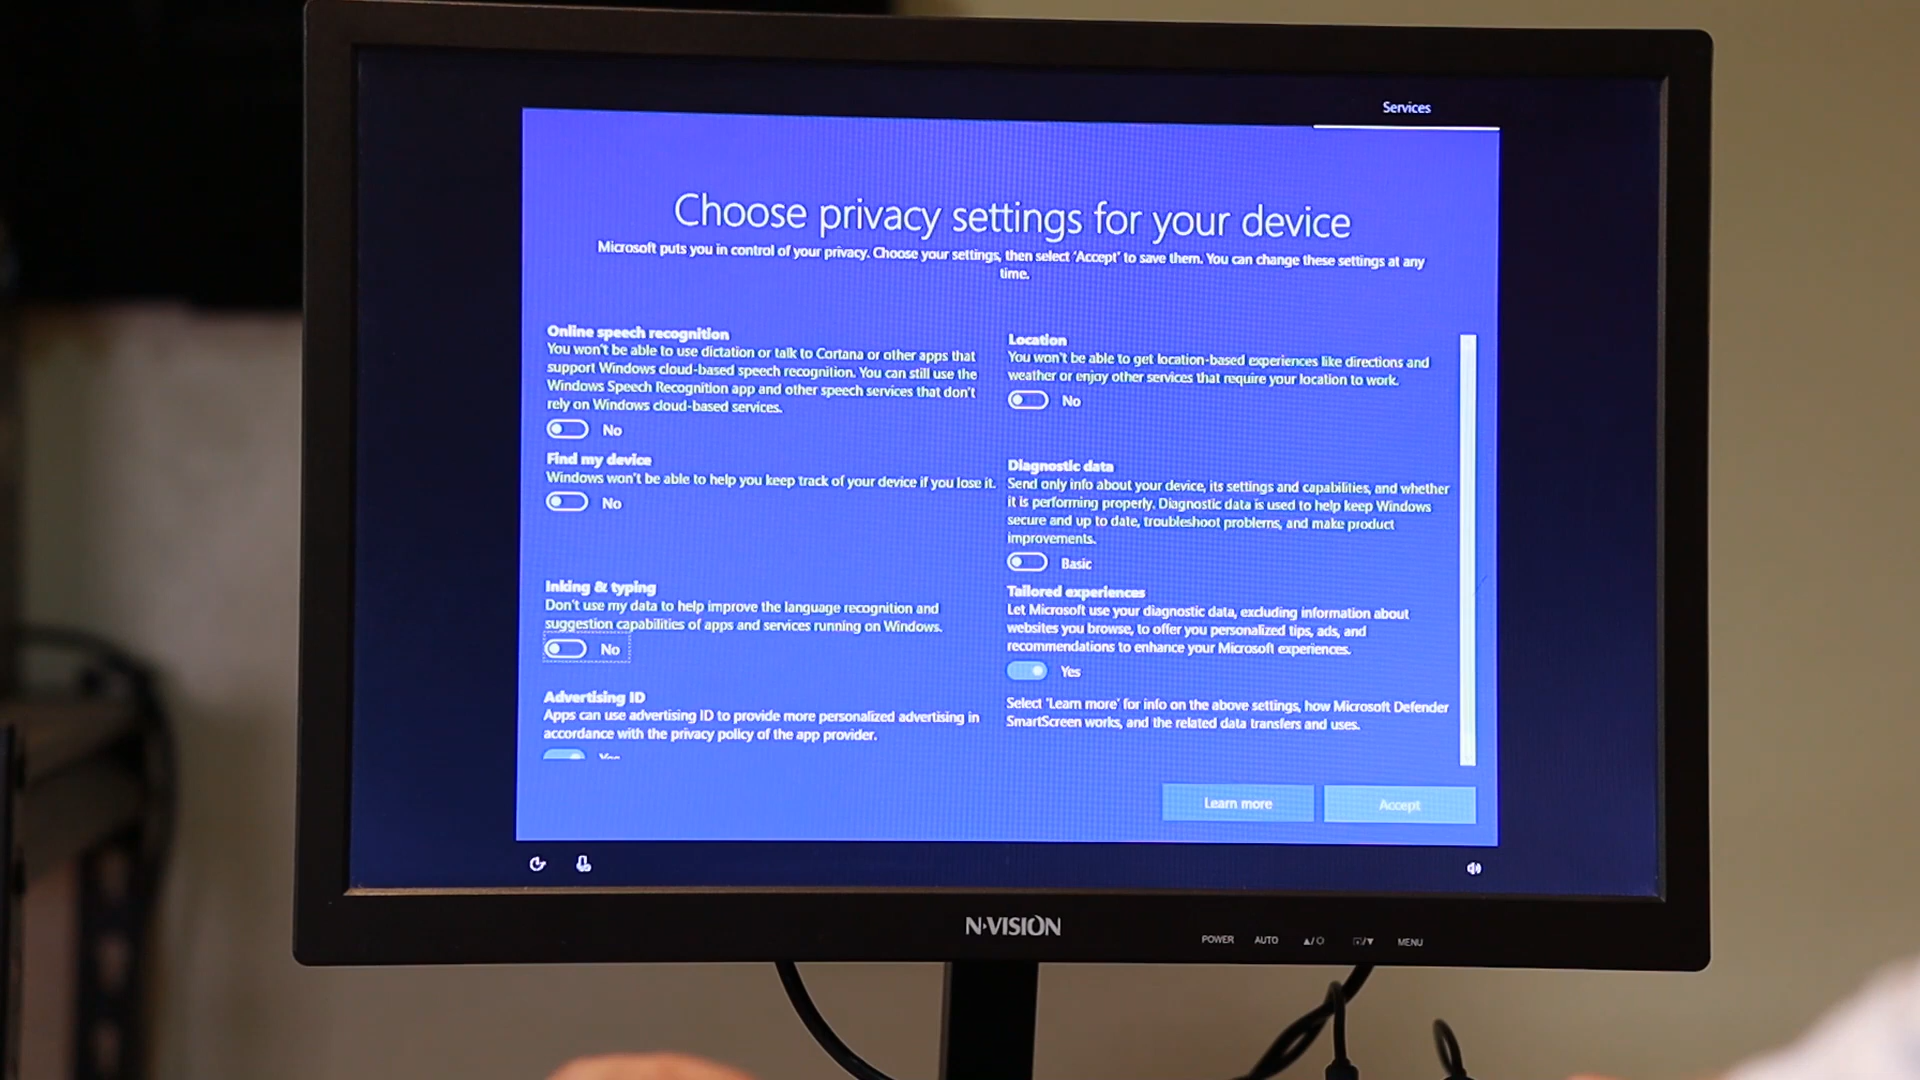 Services
Choose privacy settings for your device
Microsoft puts you in control of your privacy. Choose your settings, then select 'Accept' to save them. You can change these settings at any
time.
Online speech recognition
You won't be able to use dictation or talk to Cortana or other apps that
support Windows cloud-based speech recognition. You can still use the
Windows Speech Recognition app and other speech services that don't
rely on Windows cloud-based services.
No
Find my device
Windows won't be able to help you keep track of your device if you lose it.
No
Inking & typing
Don't use my data to help improve the language recognition and
suggestion capabilities of apps and services running on Windows.
No
Advertising ID
Apps can use advertising ID to provide more personalized advertising in
accordance with the privacy policy of the app provider.
Yes
Location
You won't be able to get location-based experiences like directions and
weather or enjoy other services that require your location to work.
No
Diagnostic data
Send only info about your device, its settings and capabilities, and whether
it is performing properly. Diagnostic data is used to help keep Windows
secure and up to date, troubleshoot problems, and make product
improvements.
Basic
Tailored experiences
Let Microsoft use your diagnostic data, excluding information about
websites you browse, to offer you personalized tips, ads, and
recommendations to enhance your Microsoft experiences.
Yes
Select 'Learn more' for info on the above settings, how Microsoft Defender
SmartScreen works, and the related data transfers and uses.
Learn more
Accept
N·VISION
POWER AUTO MENU